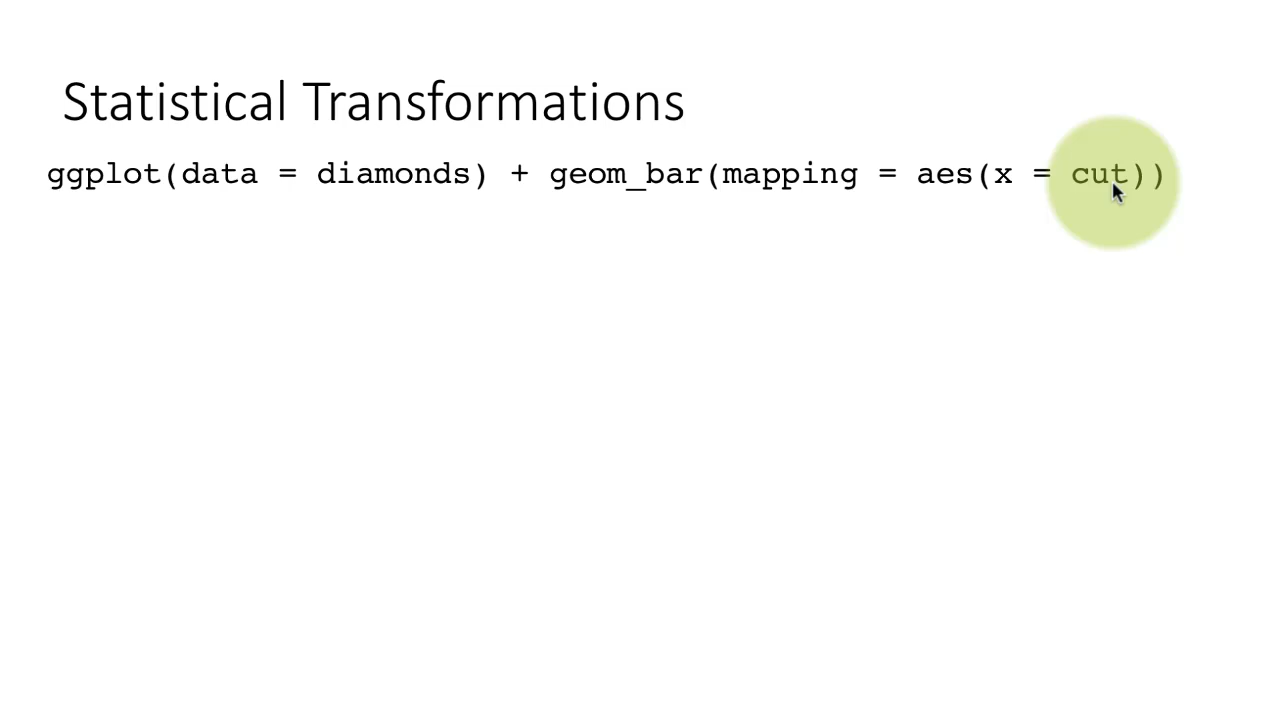 Statistical Transformations
ggplot(data = diamonds) + geom_bar(mapping = aes(x = cut))